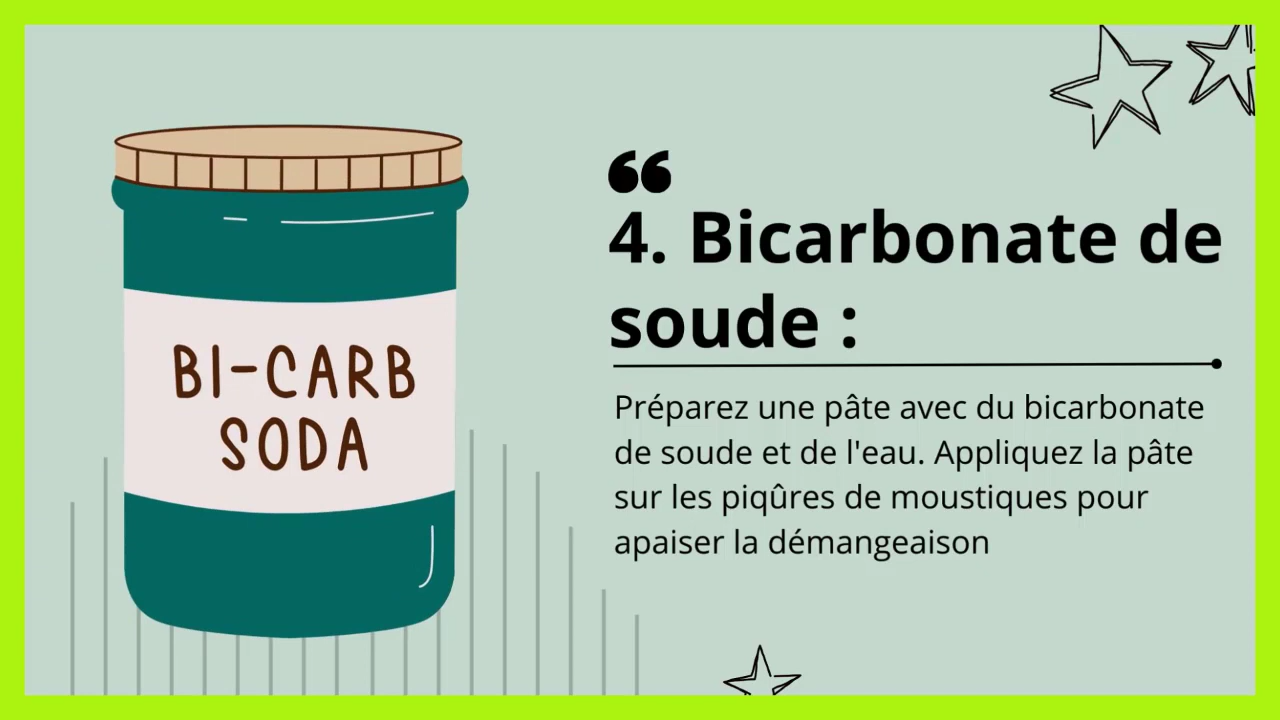 BI-CARB
SODA
❝
4. Bicarbonate de
soude :
Préparez une pâte avec du bicarbonate
de soude et de l'eau. Appliquez la pâte
sur les piqûres de moustiques pour
apaiser la démangeaison